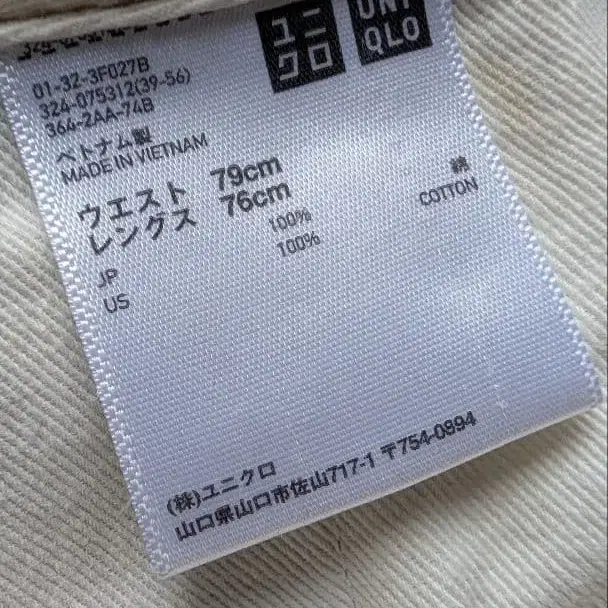 ユニ
クロ
UNI
QLO
01-32-3F027B
324-075312(39-56)
364-2AA-74B
ベトナム製
MADE IN VIETNAM
ウエスト 79cm
レングス 76cm
JP 100% 綿
US 100% COTTON
(株)ユニクロ
山口県山口市佐山717-1 〒754-0894